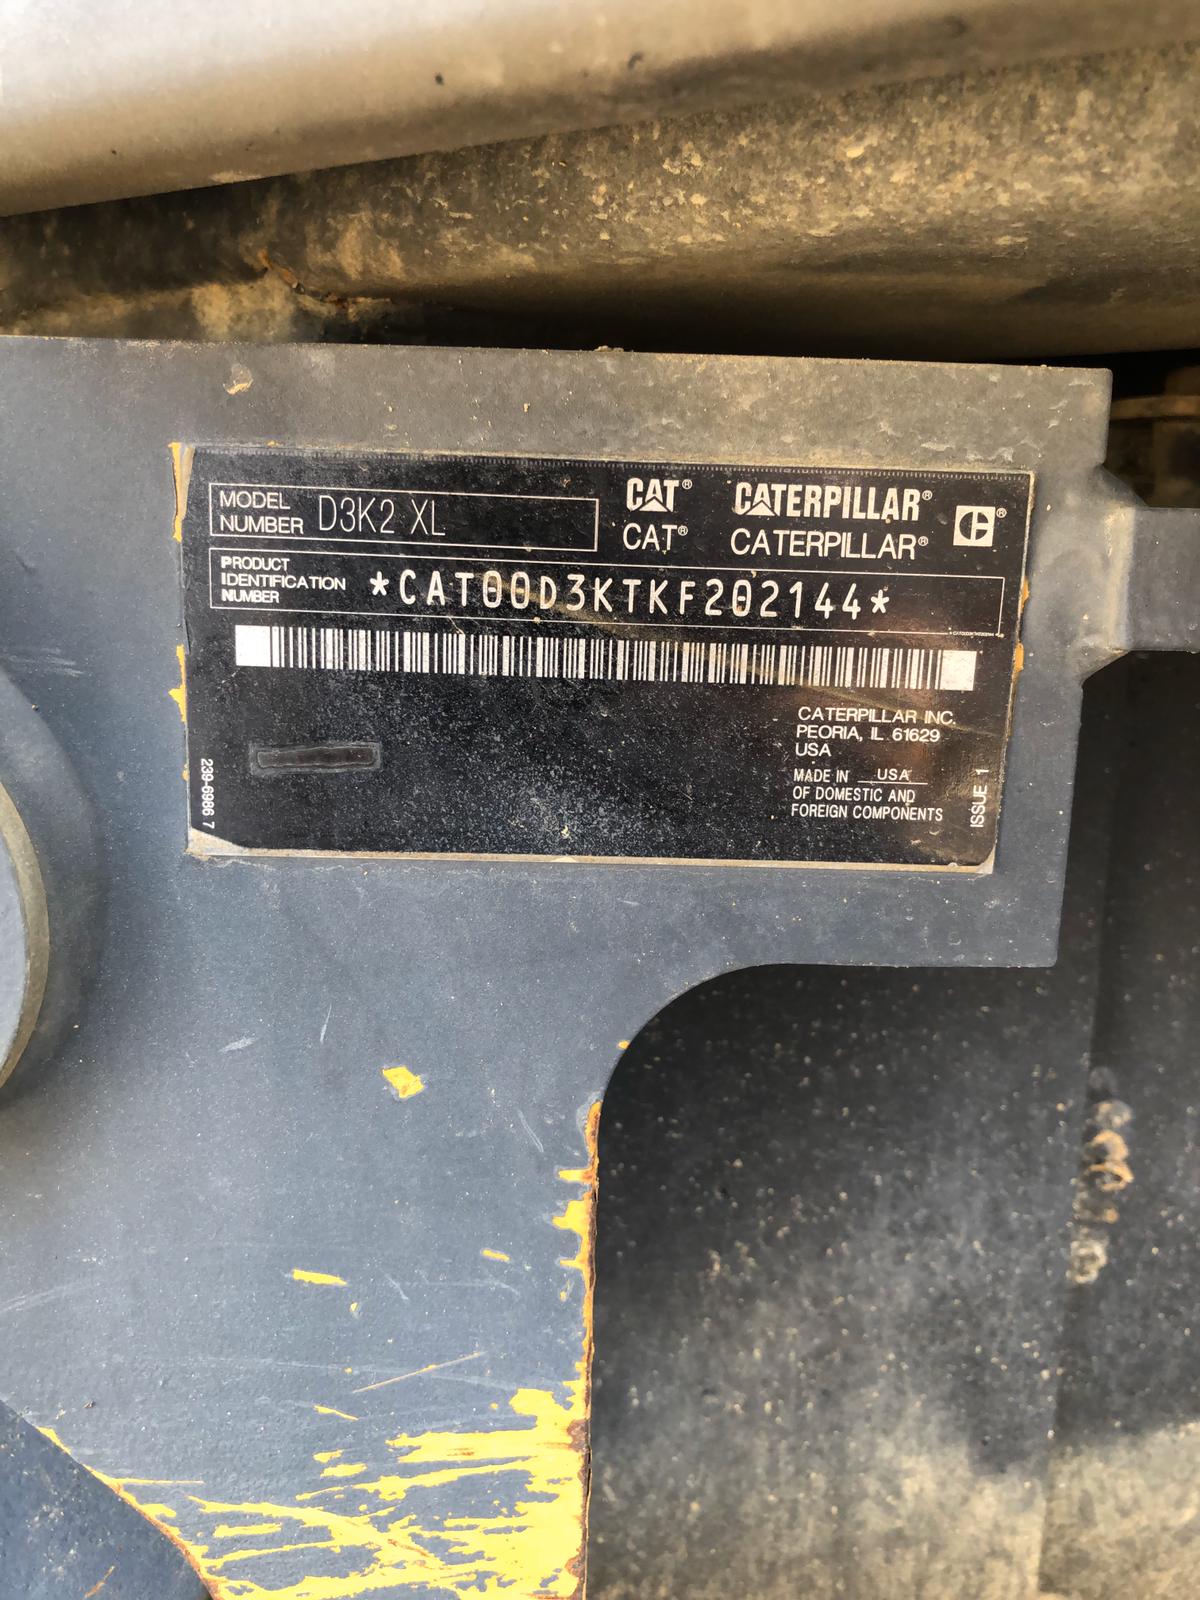 MODEL NUMBER D3K2 XL
CAT® CATERPILLAR®
CAT® CATERPILLAR®
PRODUCT IDENTIFICATION NUMBER *CAT00D3KTKF202144*
CATERPILLAR INC.
PEORIA, IL 61629
USA
MADE IN USA
OF DOMESTIC AND
FOREIGN COMPONENTS
239-6986 7
ISSUE 1